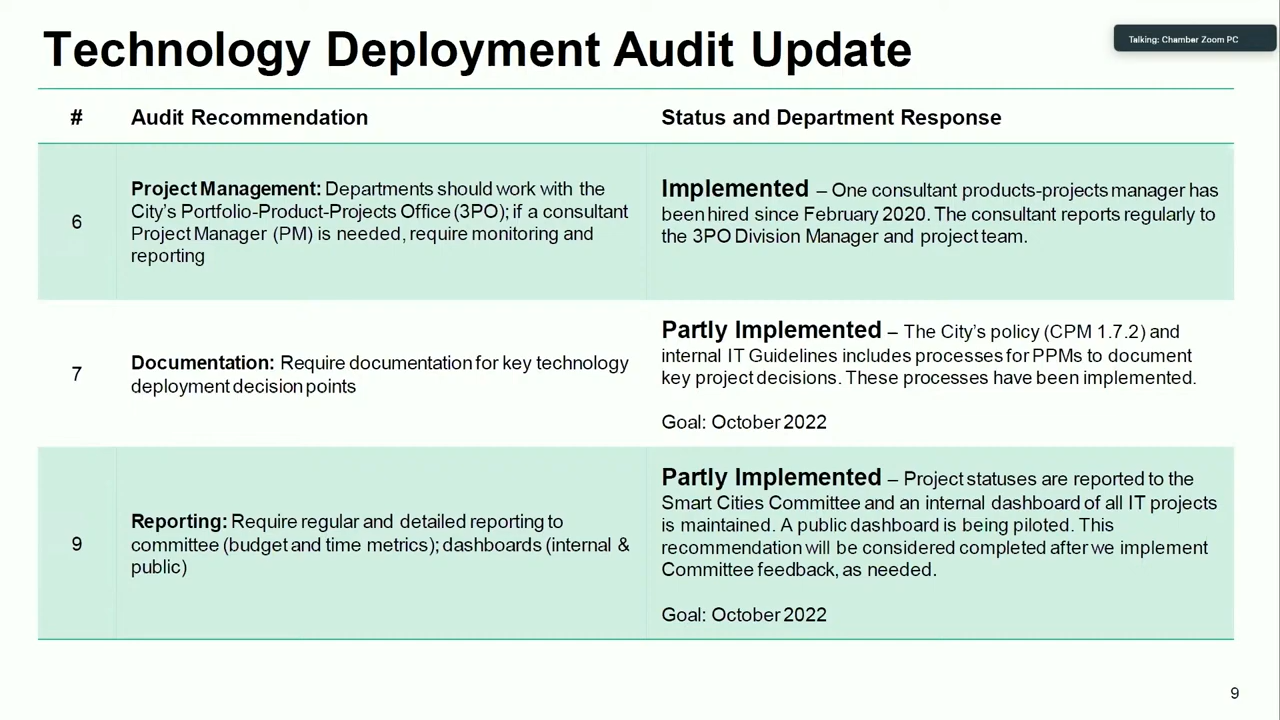 Technology Deployment Audit Update
Talking: Chamber Zoom PC
# Audit Recommendation Status and Department Response
6
Project Management: Departments should work with the
City's Portfolio-Product-Projects Office (3PO); if a consultant
Project Manager (PM) is needed, require monitoring and
reporting
Implemented – One consultant products-projects manager has
been hired since February 2020. The consultant reports regularly to
the 3PO Division Manager and project team.
7
Documentation: Require documentation for key technology
deployment decision points
Partly Implemented – The City's policy (CPM 1.7.2) and
internal IT Guidelines includes processes for PPMs to document
key project decisions. These processes have been implemented.
Goal: October 2022
9
Reporting: Require regular and detailed reporting to
committee (budget and time metrics); dashboards (internal &
public)
Partly Implemented – Project statuses are reported to the
Smart Cities Committee and an internal dashboard of all IT projects
is maintained. A public dashboard is being piloted. This
recommendation will be considered completed after we implement
Committee feedback, as needed.
Goal: October 2022
9